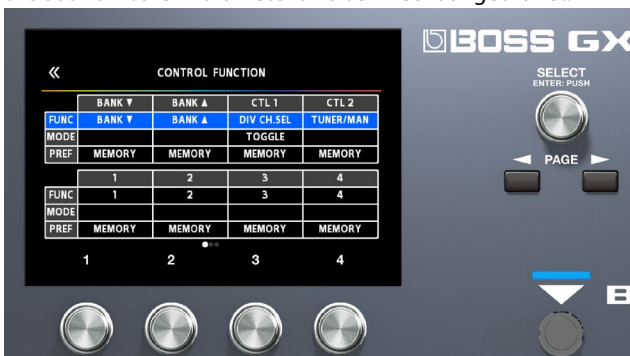 BOSS GX
«
CONTROL FUNCTION
SELECT
ENTER: PUSH
BANK ▼ BANK ▲ CTL 1 CTL 2
FUNC BANK ▼ BANK ▲ DIV CH.SEL TUNER/MAN
MODE TOGGLE
PREF MEMORY MEMORY MEMORY MEMORY
◀ PAGE ▶
1 2 3 4
FUNC 1 2 3 4
MODE
PREF MEMORY MEMORY MEMORY MEMORY
1 2 3 4